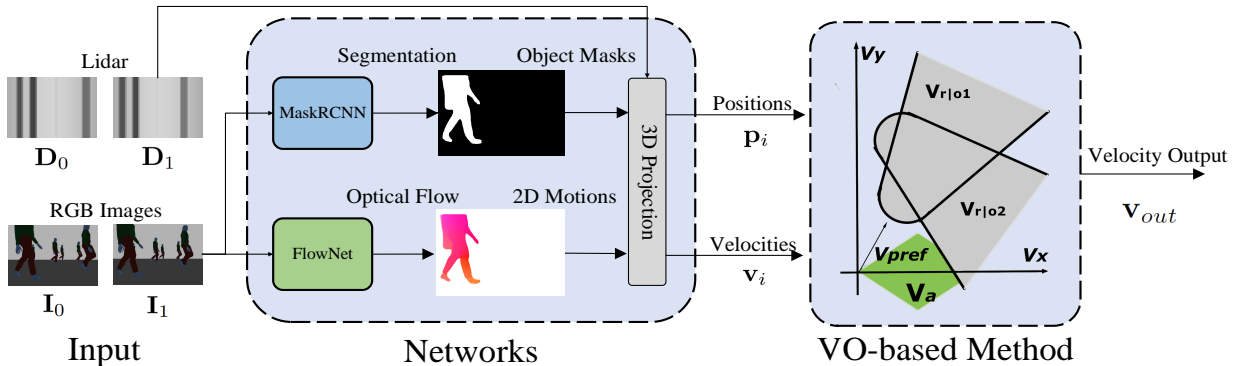 Lidar
D0
D1
RGB Images
I0
I1
Input
Segmentation
Object Masks
MaskRCNN
Optical Flow
2D Motions
FlowNet
3D Projection
Networks
Positions
pi
Velocities
vi
Vy
Vr|o1
Vr|o2
Vpref
Vx
Va
VO-based Method
Velocity Output
vout